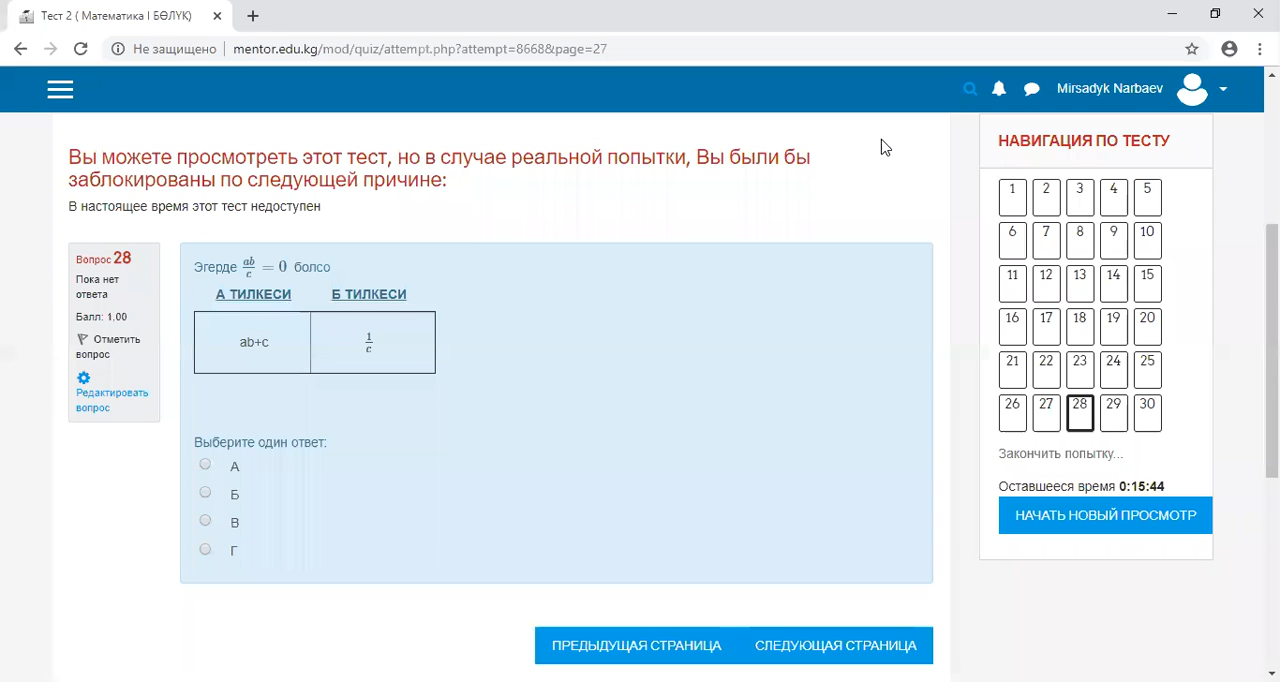 Тест 2 ( Математика I БӨЛҮК)
Не защищено
mentor.edu.kg/mod/quiz/attempt.php?attempt=8668&page=27
Mirsadyk Narbaev
Вы можете просмотреть этот тест, но в случае реальной попытки, Вы были бы
заблокированы по следующей причине:
В настоящее время этот тест недоступен
Вопрос 28
Пока нет
ответа
Балл: 1,00
Отметить
вопрос
Редактировать
вопрос
Эгерде ab/c = 0 болсо
А ТИЛКЕСИ Б ТИЛКЕСИ
ab+c 1/c
Выберите один ответ:
А
Б
В
Г
ПРЕДЫДУЩАЯ СТРАНИЦА СЛЕДУЮЩАЯ СТРАНИЦА
НАВИГАЦИЯ ПО ТЕСТУ
1 2 3 4 5
6 7 8 9 10
11 12 13 14 15
16 17 18 19 20
21 22 23 24 25
26 27 28 29 30
Закончить попытку...
Оставшееся время 0:15:44
НАЧАТЬ НОВЫЙ ПРОСМОТР